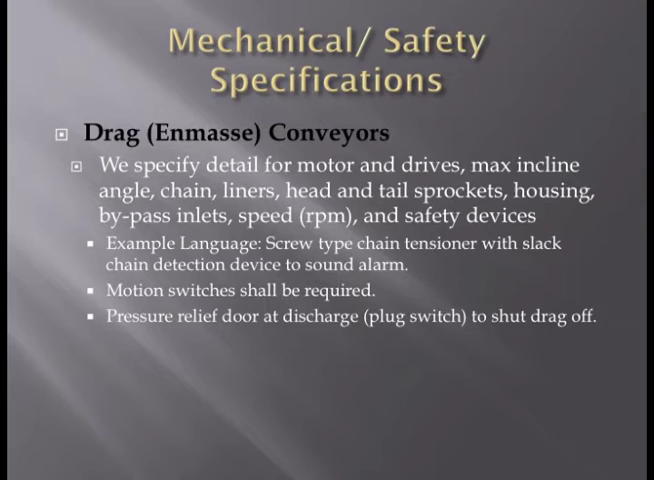 Mechanical/ Safety
Specifications
Drag (Enmasse) Conveyors
We specify detail for motor and drives, max incline
angle, chain, liners, head and tail sprockets, housing,
by-pass inlets, speed (rpm), and safety devices
Example Language: Screw type chain tensioner with slack
chain detection device to sound alarm.
Motion switches shall be required.
Pressure relief door at discharge (plug switch) to shut drag off.